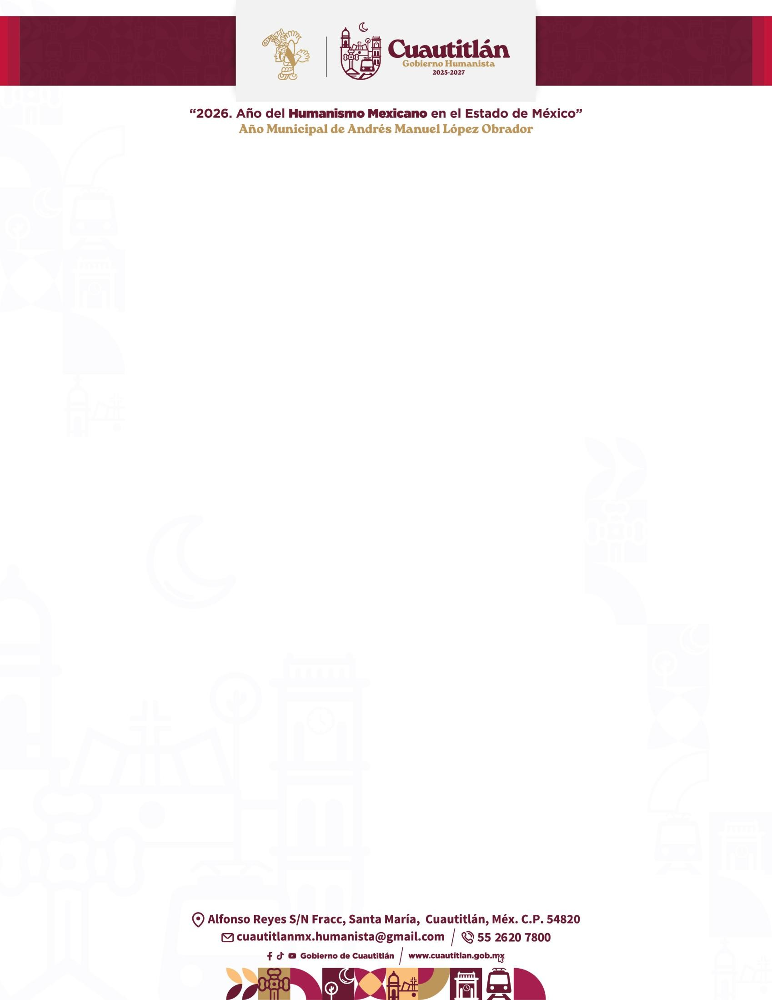 Cuautitlán
Gobierno Humanista
2025-2027
“2026. Año del Humanismo Mexicano en el Estado de México”
Año Municipal de Andrés Manuel López Obrador
Alfonso Reyes S/N Fracc, Santa María, Cuautitlán, Méx. C.P. 54820
cuautitlanmx.humanista@gmail.com / 55 2620 7800
Gobierno de Cuautitlán / www.cuautitlan.gob.mx